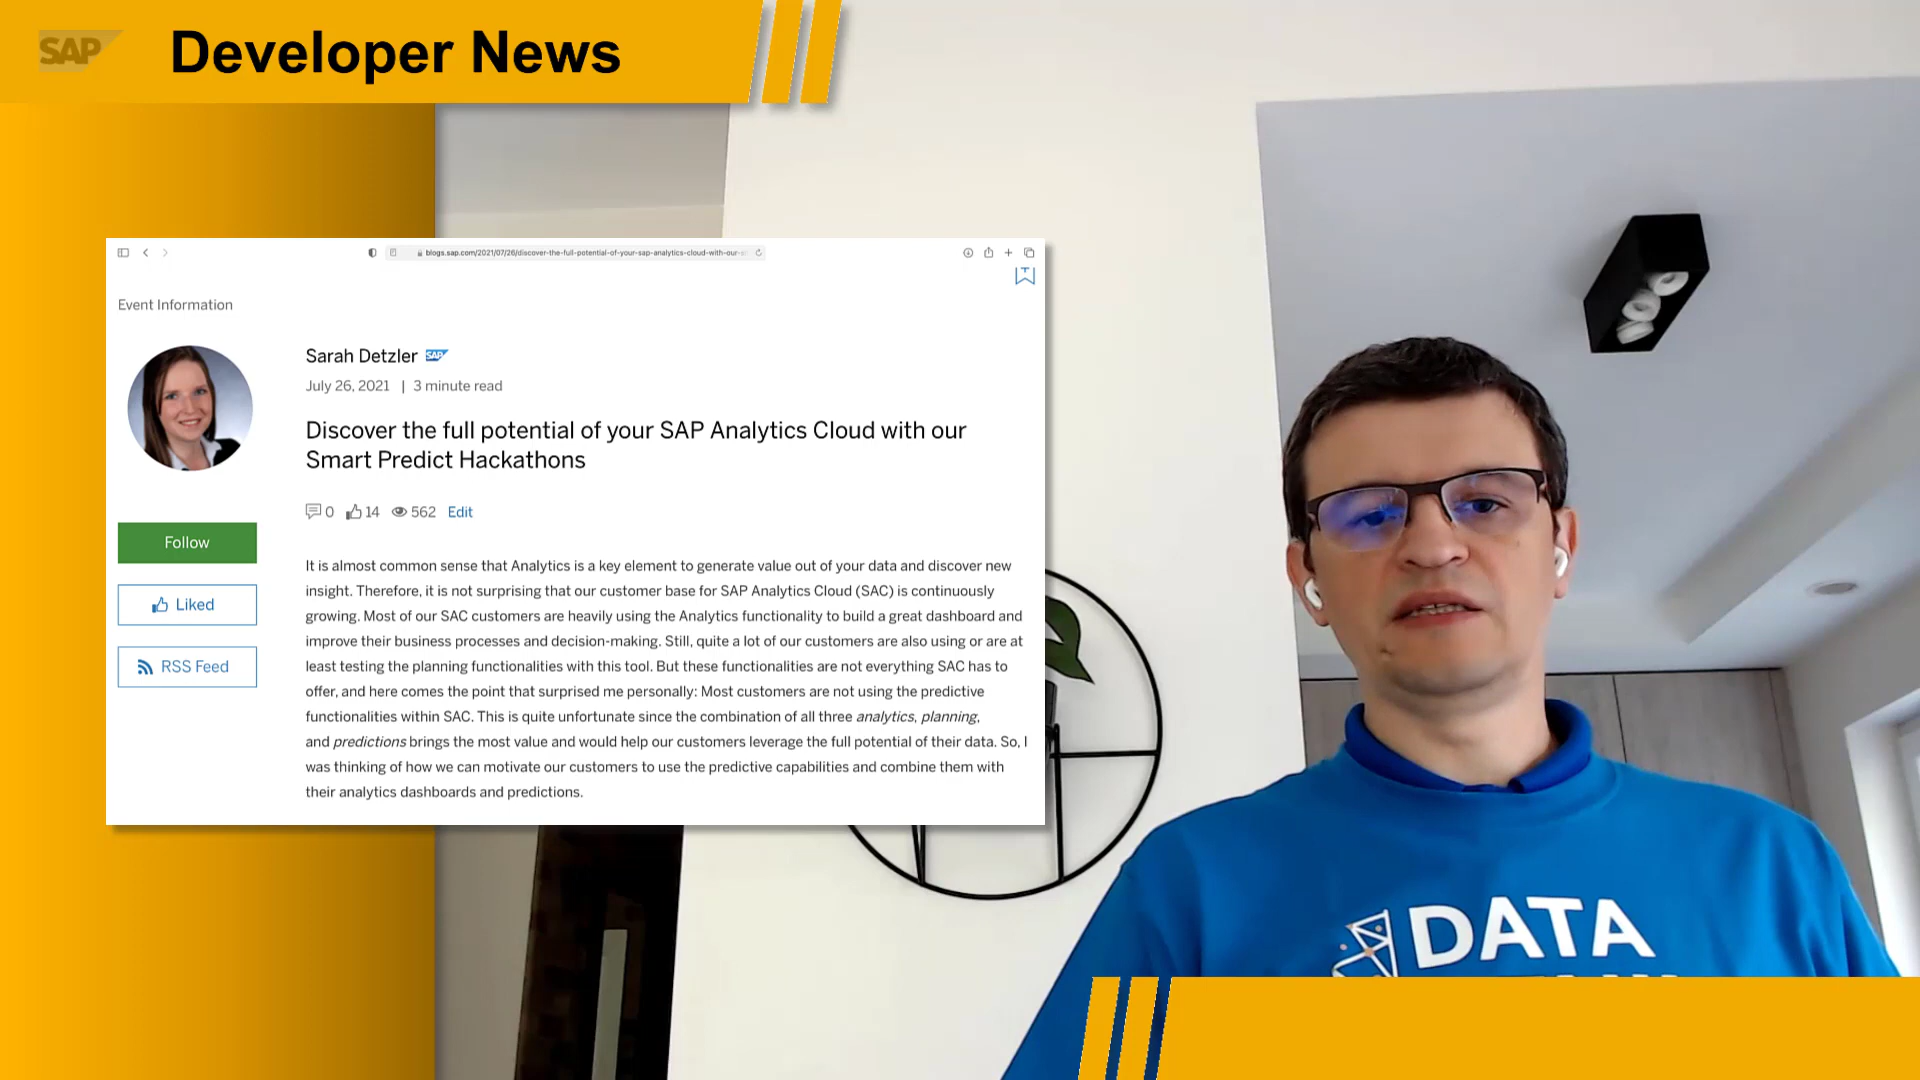 SAP
Developer News
blogs.sap.com/2021/07/26/discover-the-full-potential-of-your-sap-analytics-cloud-with-our-s
Event Information
Sarah Detzler SAP
July 26, 2021 | 3 minute read
Discover the full potential of your SAP Analytics Cloud with our
Smart Predict Hackathons
0 14 562 Edit
Follow
Liked
RSS Feed
It is almost common sense that Analytics is a key element to generate value out of your data and discover new
insight. Therefore, it is not surprising that our customer base for SAP Analytics Cloud (SAC) is continuously
growing. Most of our SAC customers are heavily using the Analytics functionality to build a great dashboard and
improve their business processes and decision-making. Still, quite a lot of our customers are also using or are at
least testing the planning functionalities with this tool. But these functionalities are not everything SAC has to
offer, and here comes the point that surprised me personally: Most customers are not using the predictive
functionalities within SAC. This is quite unfortunate since the combination of all three analytics, planning,
and predictions brings the most value and would help our customers leverage the full potential of their data. So, I
was thinking of how we can motivate our customers to use the predictive capabilities and combine them with
their analytics dashboards and predictions.
DATA